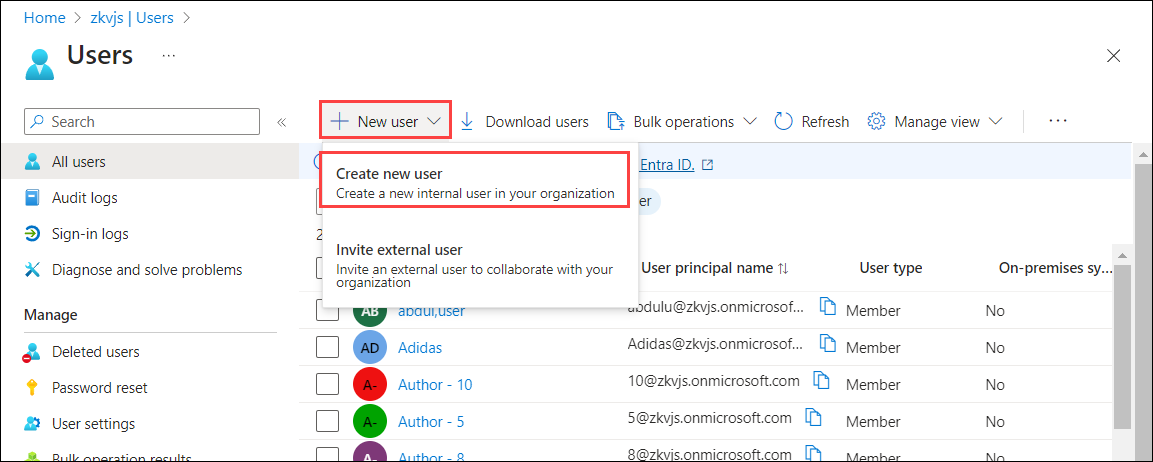 Home > zkvjs | Users >
Users ...
Search «
New user
Download users
Bulk operations
Refresh
Manage view
...
All users
Audit logs
Sign-in logs
Diagnose and solve problems
Manage
Deleted users
Password reset
User settings
Bulk operation results
Create new user
Create a new internal user in your organization
Invite external user
Invite an external user to collaborate with your
organization
Entra ID.
er
2
User principal name
User type
On-premises sy...
AB abdul,user abdulu@zkvjs.onmicrosof... Member No
AD Adidas Adidas@zkvjs.onmicrosof... Member No
A- Author - 10 10@zkvjs.onmicrosoft.com Member No
A- Author - 5 5@zkvjs.onmicrosoft.com Member No
A- Author - 8 8@zkvjs.onmicrosoft.com Member No